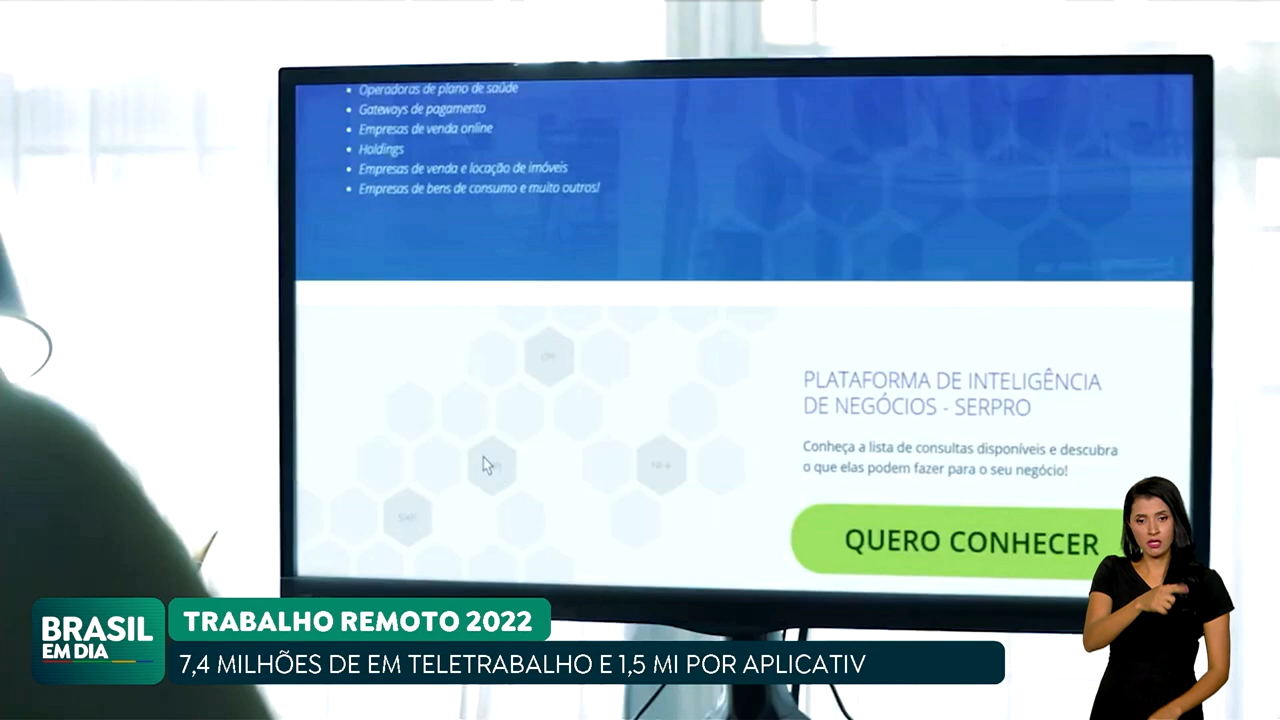 Operadoras de plano de saúde
Gateways de pagamento
Empresas de venda online
Holdings
Empresas de venda e locação de imóveis
Empresas de bens de consumo e muito outros!
PLATAFORMA DE INTELIGÊNCIA
DE NEGÓCIOS - SERPRO
Conheça a lista de consultas disponíveis e descubra
o que elas podem fazer para o seu negócio!
QUERO CONHECER
BRASIL
EM DIA
TRABALHO REMOTO 2022
7,4 MILHÕES DE EM TELETRABALHO E 1,5 MI POR APLICATIV